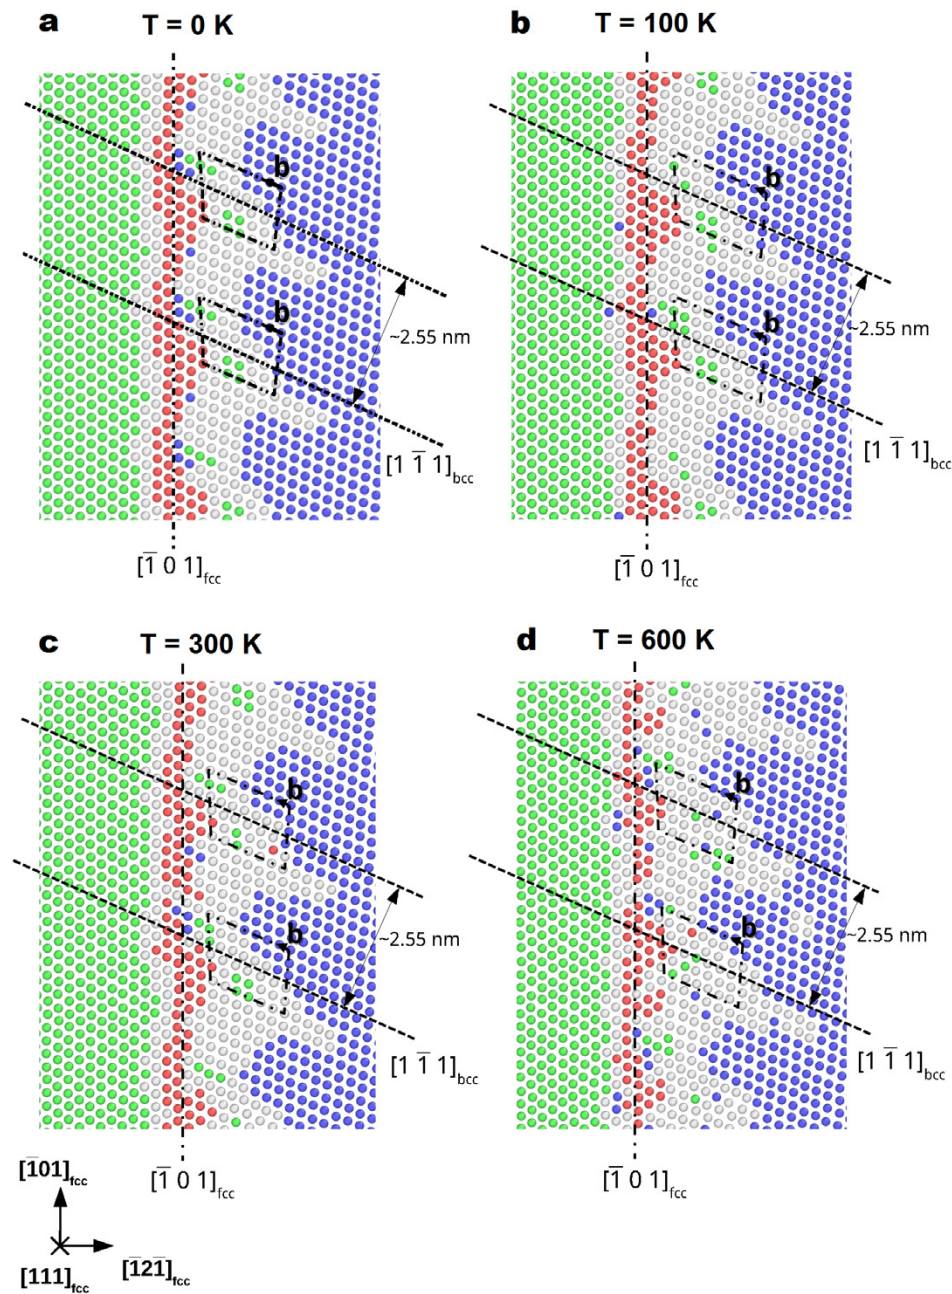 a
T = 0 K
b
b
~2.55 nm
[1 1̅ 1]bcc
[1̅ 0 1]fcc
b
T = 100 K
b
b
~2.55 nm
[1 1̅ 1]bcc
[1̅ 0 1]fcc
c
T = 300 K
b
b
~2.55 nm
[1 1̅ 1]bcc
[1̅ 0 1]fcc
d
T = 600 K
b
b
~2.55 nm
[1 1̅ 1]bcc
[1̅ 0 1]fcc
[1̅01]fcc
[111]fcc
[1̅21̅]fcc